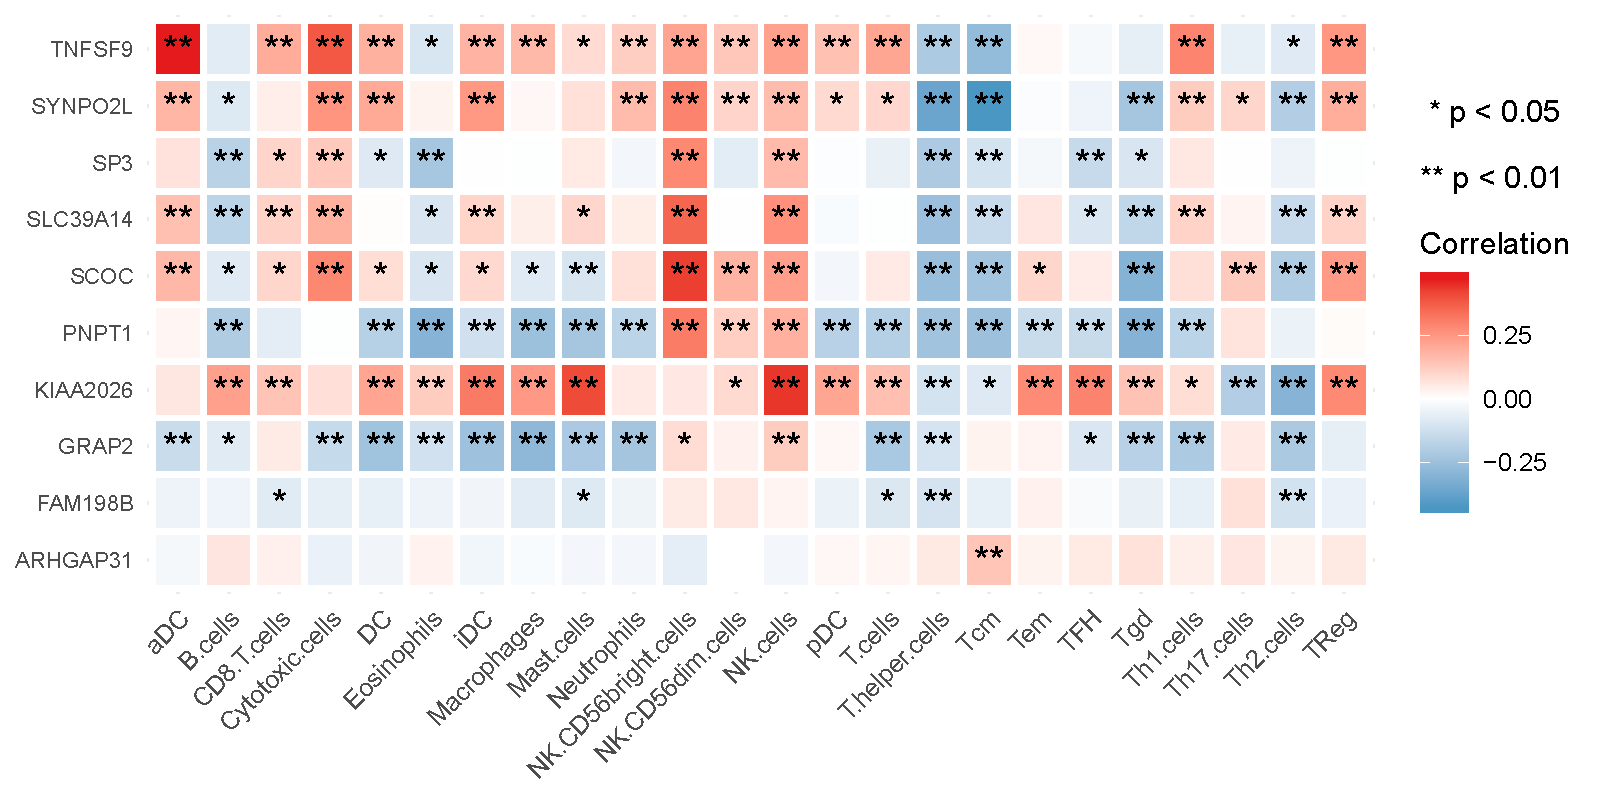 TNFSF9 ** ** ** ** * ** ** * ** ** ** ** ** ** ** ** ** * **
SYNPO2L ** * ** ** ** ** ** ** ** * * ** ** ** ** * ** **
SP3 ** * ** * ** ** ** ** ** ** *
SLC39A14 ** ** ** ** * ** * ** ** ** ** * ** ** ** **
SCOC ** * * ** * * * * ** ** ** ** ** ** * ** ** ** **
PNPT1 ** ** ** ** ** ** ** ** ** ** ** ** ** ** ** ** ** **
KIAA2026 ** ** ** ** ** ** ** * ** ** ** ** * ** ** ** * ** ** **
GRAP2 ** * ** ** ** ** ** ** ** * ** ** ** * ** ** **
FAM198B * * * ** **
ARHGAP31 **
aDC
B.cells
CD8.T.cells
Cytotoxic.cells
DC
Eosinophils
iDC
Macrophages
Mast.cells
Neutrophils
NK.CD56bright.cells
NK.CD56dim.cells
NK.cells
pDC
T.cells
T.helper.cells
Tcm
Tem
TFH
Tgd
Th1.cells
Th17.cells
Th2.cells
TReg
* p < 0.05
** p < 0.01
Correlation
0.25
0.00
−0.25